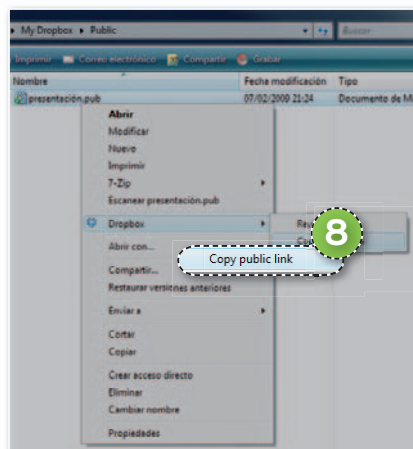 My Dropbox ▸ Public
Buscar
Imprimir Correo electrónico Compartir Grabar
Nombre Fecha modificación Tipo
presentación.pub 07/02/2009 21:24 Documento de M
Abrir
Modificar
Nuevo
Imprimir
7-Zip
Escanear presentación.pub
Dropbox
8
Abrir con...
Copy public link
Compartir...
Restaurar versiones anteriores
Enviar a
Cortar
Copiar
Crear acceso directo
Eliminar
Cambiar nombre
Propiedades